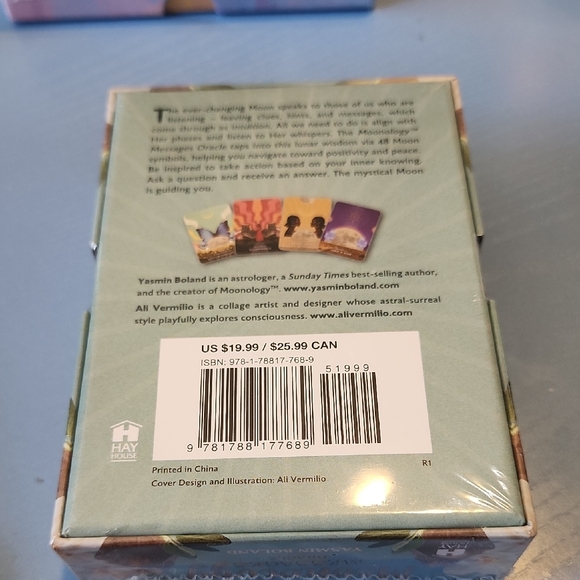 The ever-changing Moon speaks to those of us who are
listening – leaving clues, hints, and messages, which
come through as intuition. All we need to do is align with
Her phases and listen to Her whispers. The Moonology™
Messages Oracle taps into this lunar wisdom via 48 Moon
symbols, helping you navigate toward positivity and peace.
Be inspired to take action based on your inner knowing.
Ask a question and receive an answer. The mystical Moon
is guiding you.
Yasmin Boland is an astrologer, a Sunday Times best-selling author,
and the creator of Moonology™. www.yasminboland.com
Ali Vermilio is a collage artist and designer whose astral-surreal
style playfully explores consciousness. www.alivermilio.com
US $19.99 / $25.99 CAN
ISBN: 978-1-78817-768-9
51999
9 781788 177689
HAY
HOUSE
Printed in China
R1
Cover Design and Illustration: Ali Vermilio
YASMIN BOLAND
HAY